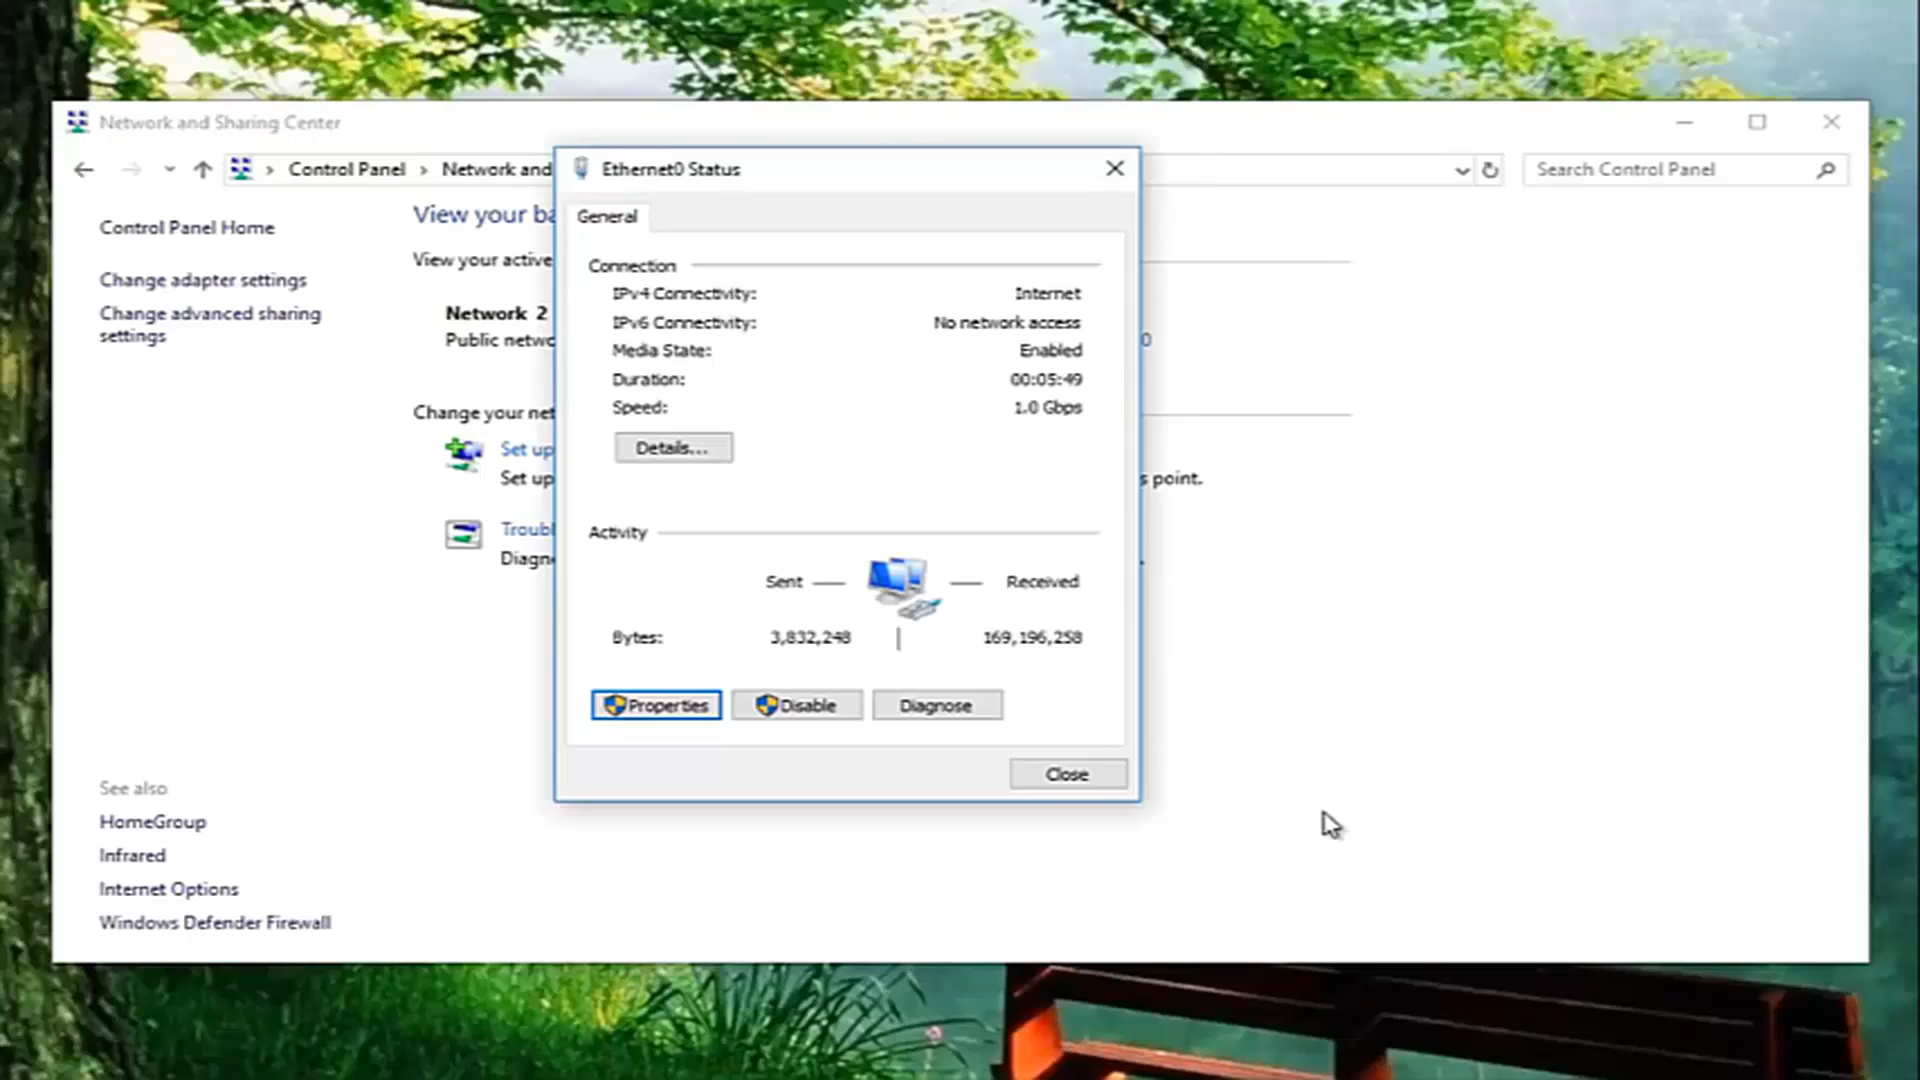 Network and Sharing Center
Control Panel
Network and
Search Control Panel
Ethernet0 Status
General
Control Panel Home
Change adapter settings
Change advanced sharing
settings
View your ba
View your active
Network 2
Public netwo
0
Change your net
Set up
Set up
s point.
Troubl
Diagno
Connection
IPv4 Connectivity: Internet
IPv6 Connectivity: No network access
Media State: Enabled
Duration: 00:05:49
Speed: 1.0 Gbps
Details...
Activity
Sent Received
Bytes: 3,832,248 169,196,258
Properties Disable Diagnose
Close
See also
HomeGroup
Infrared
Internet Options
Windows Defender Firewall